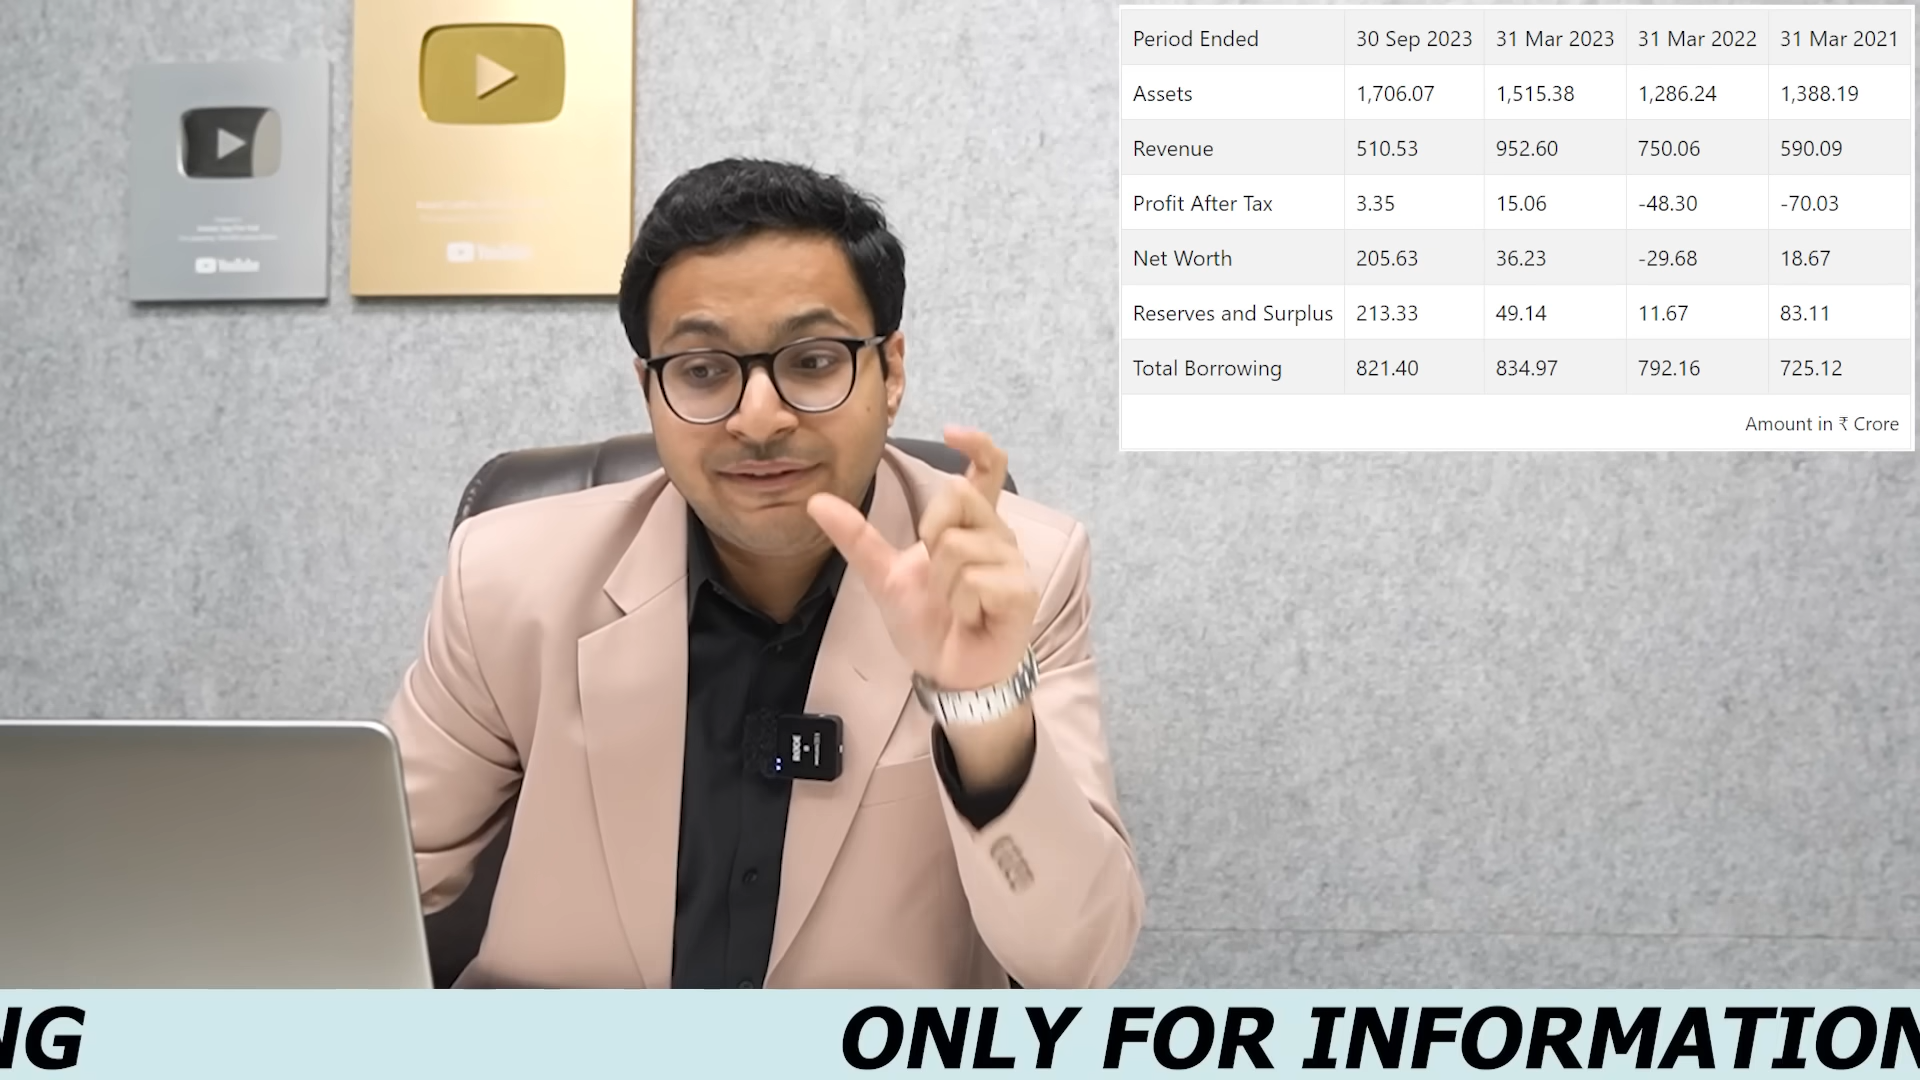 Period Ended 30 Sep 2023 31 Mar 2023 31 Mar 2022 31 Mar 2021
Assets 1,706.07 1,515.38 1,286.24 1,388.19
Revenue 510.53 952.60 750.06 590.09
Profit After Tax 3.35 15.06 -48.30 -70.03
Net Worth 205.63 36.23 -29.68 18.67
Reserves and Surplus 213.33 49.14 11.67 83.11
Total Borrowing 821.40 834.97 792.16 725.12
Amount in ₹ Crore
YouTube
YouTube
RØDE
NG ONLY FOR INFORMATION